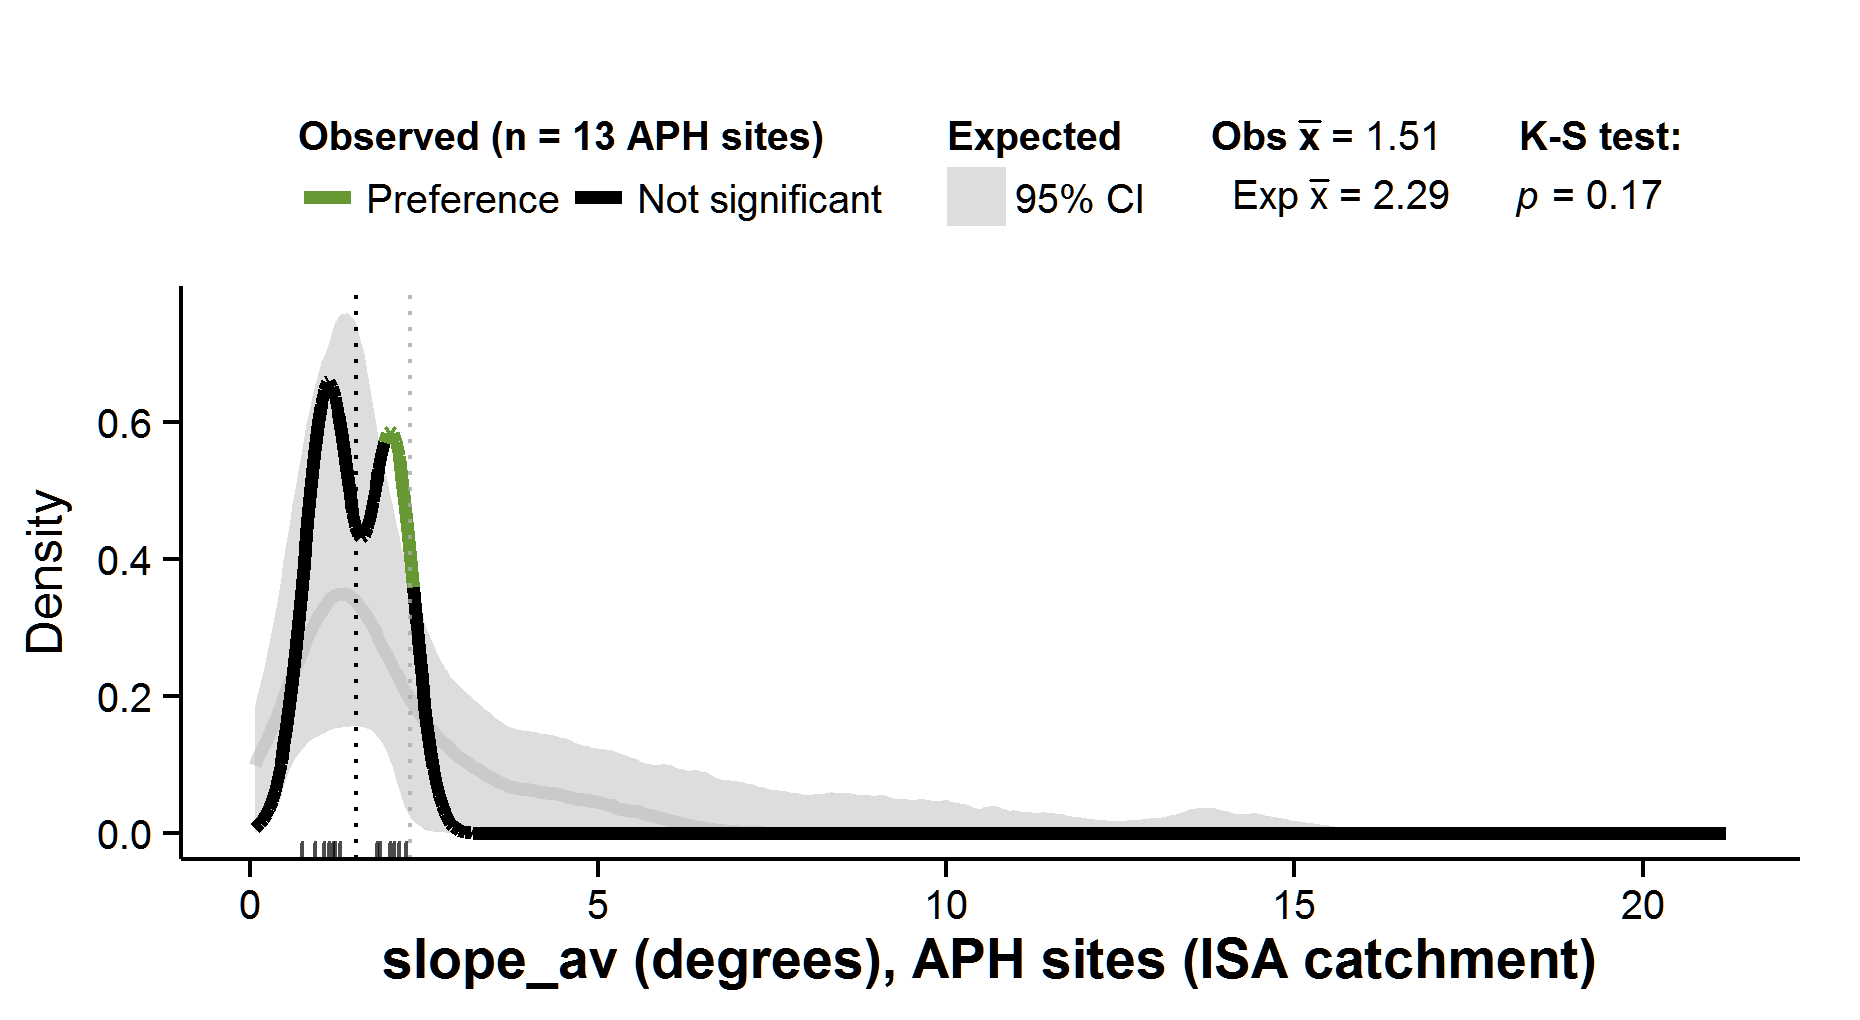 Observed (n = 13 APH sites) Expected Obs x̅ = 1.51 K-S test:
Preference Not significant 95% CI Exp x̅ = 2.29 p = 0.17
Density
0.6
0.4
0.2
0.0
0 5 10 15 20
slope_av (degrees), APH sites (ISA catchment)